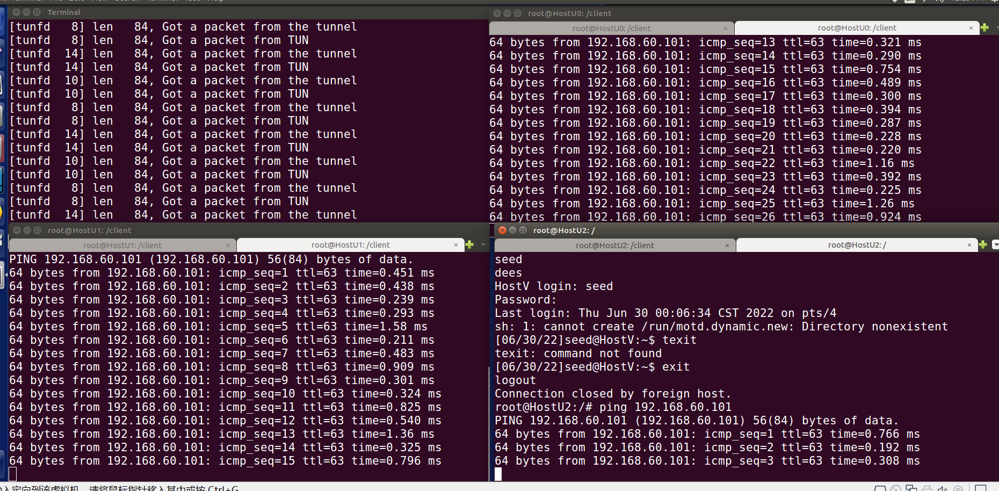 Terminal
[tunfd   8] len   84, Got a packet from the tunnel
[tunfd   8] len   84, Got a packet from TUN
[tunfd  14] len   84, Got a packet from the tunnel
[tunfd  14] len   84, Got a packet from TUN
[tunfd  10] len   84, Got a packet from the tunnel
[tunfd  10] len   84, Got a packet from TUN
[tunfd   8] len   84, Got a packet from the tunnel
[tunfd   8] len   84, Got a packet from TUN
[tunfd  14] len   84, Got a packet from the tunnel
[tunfd  14] len   84, Got a packet from TUN
[tunfd  10] len   84, Got a packet from the tunnel
[tunfd  10] len   84, Got a packet from TUN
[tunfd   8] len   84, Got a packet from the tunnel
[tunfd   8] len   84, Got a packet from TUN
[tunfd  14] len   84, Got a packet from the tunnel
root@HostU0: /client
root@HostU0: /client
root@HostU0: /client
64 bytes from 192.168.60.101: icmp_seq=13 ttl=63 time=0.321 ms
64 bytes from 192.168.60.101: icmp_seq=14 ttl=63 time=0.290 ms
64 bytes from 192.168.60.101: icmp_seq=15 ttl=63 time=0.754 ms
64 bytes from 192.168.60.101: icmp_seq=16 ttl=63 time=0.489 ms
64 bytes from 192.168.60.101: icmp_seq=17 ttl=63 time=0.300 ms
64 bytes from 192.168.60.101: icmp_seq=18 ttl=63 time=0.394 ms
64 bytes from 192.168.60.101: icmp_seq=19 ttl=63 time=0.287 ms
64 bytes from 192.168.60.101: icmp_seq=20 ttl=63 time=0.228 ms
64 bytes from 192.168.60.101: icmp_seq=21 ttl=63 time=0.220 ms
64 bytes from 192.168.60.101: icmp_seq=22 ttl=63 time=1.16 ms
64 bytes from 192.168.60.101: icmp_seq=23 ttl=63 time=0.392 ms
64 bytes from 192.168.60.101: icmp_seq=24 ttl=63 time=0.225 ms
64 bytes from 192.168.60.101: icmp_seq=25 ttl=63 time=1.26 ms
64 bytes from 192.168.60.101: icmp_seq=26 ttl=63 time=0.924 ms
root@HostU1: /client
root@HostU1: /client
root@HostU1: /client
PING 192.168.60.101 (192.168.60.101) 56(84) bytes of data.
64 bytes from 192.168.60.101: icmp_seq=1 ttl=63 time=0.451 ms
64 bytes from 192.168.60.101: icmp_seq=2 ttl=63 time=0.438 ms
64 bytes from 192.168.60.101: icmp_seq=3 ttl=63 time=0.239 ms
64 bytes from 192.168.60.101: icmp_seq=4 ttl=63 time=0.293 ms
64 bytes from 192.168.60.101: icmp_seq=5 ttl=63 time=1.58 ms
64 bytes from 192.168.60.101: icmp_seq=6 ttl=63 time=0.211 ms
64 bytes from 192.168.60.101: icmp_seq=7 ttl=63 time=0.483 ms
64 bytes from 192.168.60.101: icmp_seq=8 ttl=63 time=0.909 ms
64 bytes from 192.168.60.101: icmp_seq=9 ttl=63 time=0.301 ms
64 bytes from 192.168.60.101: icmp_seq=10 ttl=63 time=0.324 ms
64 bytes from 192.168.60.101: icmp_seq=11 ttl=63 time=0.825 ms
64 bytes from 192.168.60.101: icmp_seq=12 ttl=63 time=0.540 ms
64 bytes from 192.168.60.101: icmp_seq=13 ttl=63 time=1.36 ms
64 bytes from 192.168.60.101: icmp_seq=14 ttl=63 time=0.325 ms
64 bytes from 192.168.60.101: icmp_seq=15 ttl=63 time=0.796 ms
root@HostU2: /
root@HostU2: /client
root@HostU2: /
seed
dees
HostV login: seed
Password:
Last login: Thu Jun 30 00:06:34 CST 2022 on pts/4
sh: 1: cannot create /run/motd.dynamic.new: Directory nonexistent
[06/30/22]seed@HostV:~$ texit
texit: command not found
[06/30/22]seed@HostV:~$ exit
logout
Connection closed by foreign host.
root@HostU2:/# ping 192.168.60.101
PING 192.168.60.101 (192.168.60.101) 56(84) bytes of data.
64 bytes from 192.168.60.101: icmp_seq=1 ttl=63 time=0.766 ms
64 bytes from 192.168.60.101: icmp_seq=2 ttl=63 time=0.192 ms
64 bytes from 192.168.60.101: icmp_seq=3 ttl=63 time=0.308 ms
入定向到该虚拟机，请将鼠标指针移入其中或按 Ctrl+G